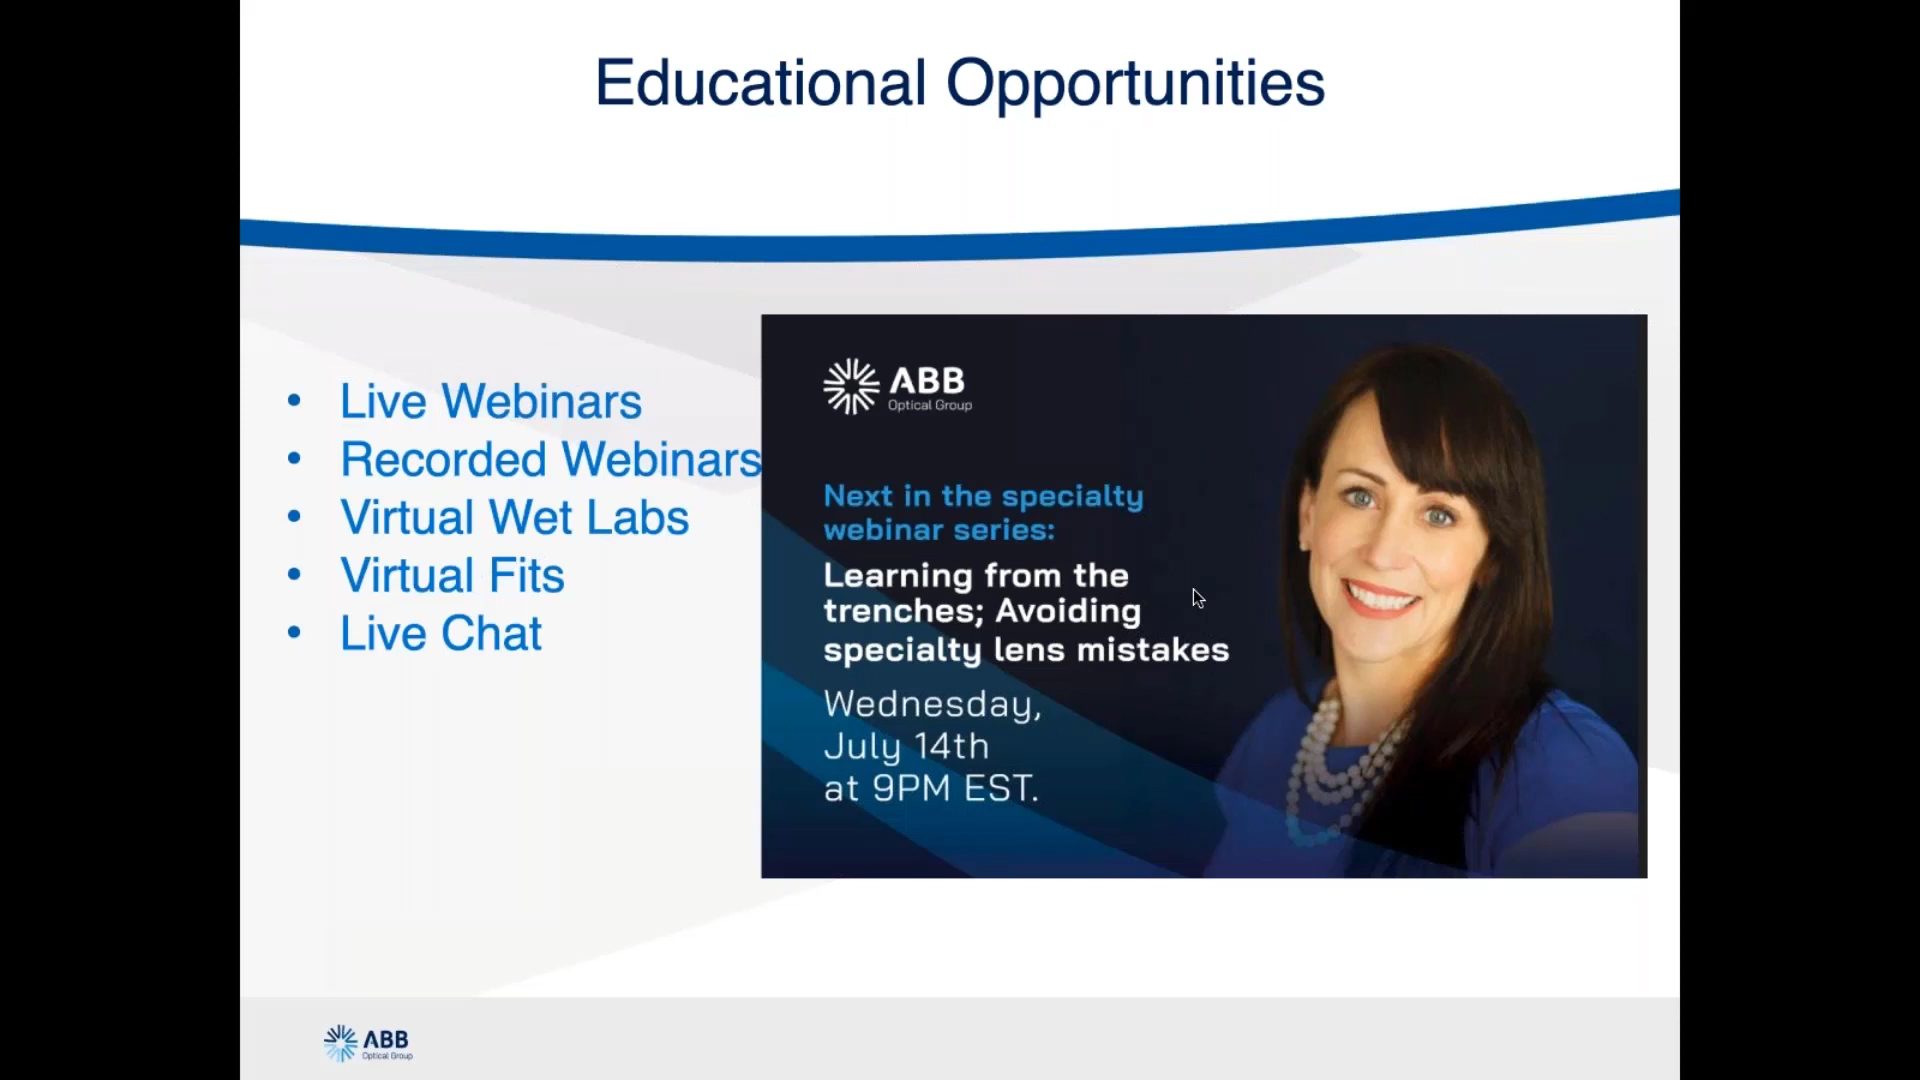 Educational Opportunities
• Live Webinars
• Recorded Webinars
• Virtual Wet Labs
• Virtual Fits
• Live Chat
ABB
Optical Group
Next in the specialty
webinar series:
Learning from the
trenches; Avoiding
specialty lens mistakes
Wednesday,
July 14th
at 9PM EST.
ABB
Optical Group